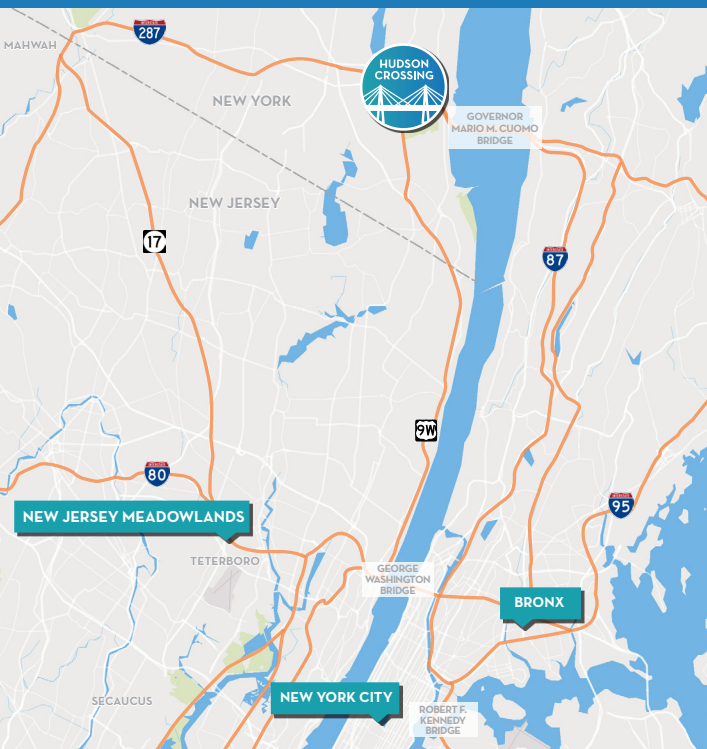 287
MAHWAH
HUDSON
CROSSING
NEW YORK
GOVERNOR
MARIO M. CUOMO
BRIDGE
NEW JERSEY
17
87
9W
80
95
NEW JERSEY MEADOWLANDS
TETERBORO
GEORGE
WASHINGTON
BRIDGE
BRONX
NEW YORK CITY
SECAUCUS
ROBERT F.
KENNEDY
BRIDGE